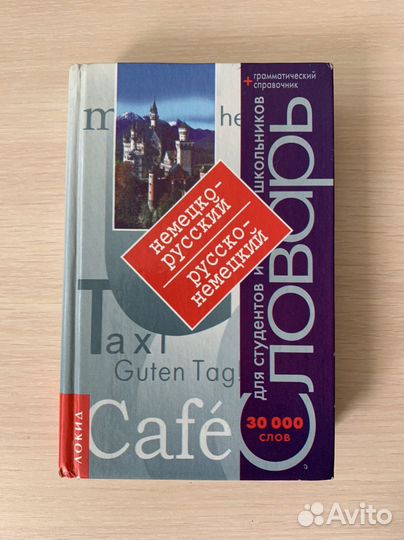 +грамматический
справочник
m
he
немецко-
русский
русско-
немецкий
Словарь
для студентов и школьников
Taxi
Guten Tag!
Café
30 000
слов
ЛОКИД
Avito